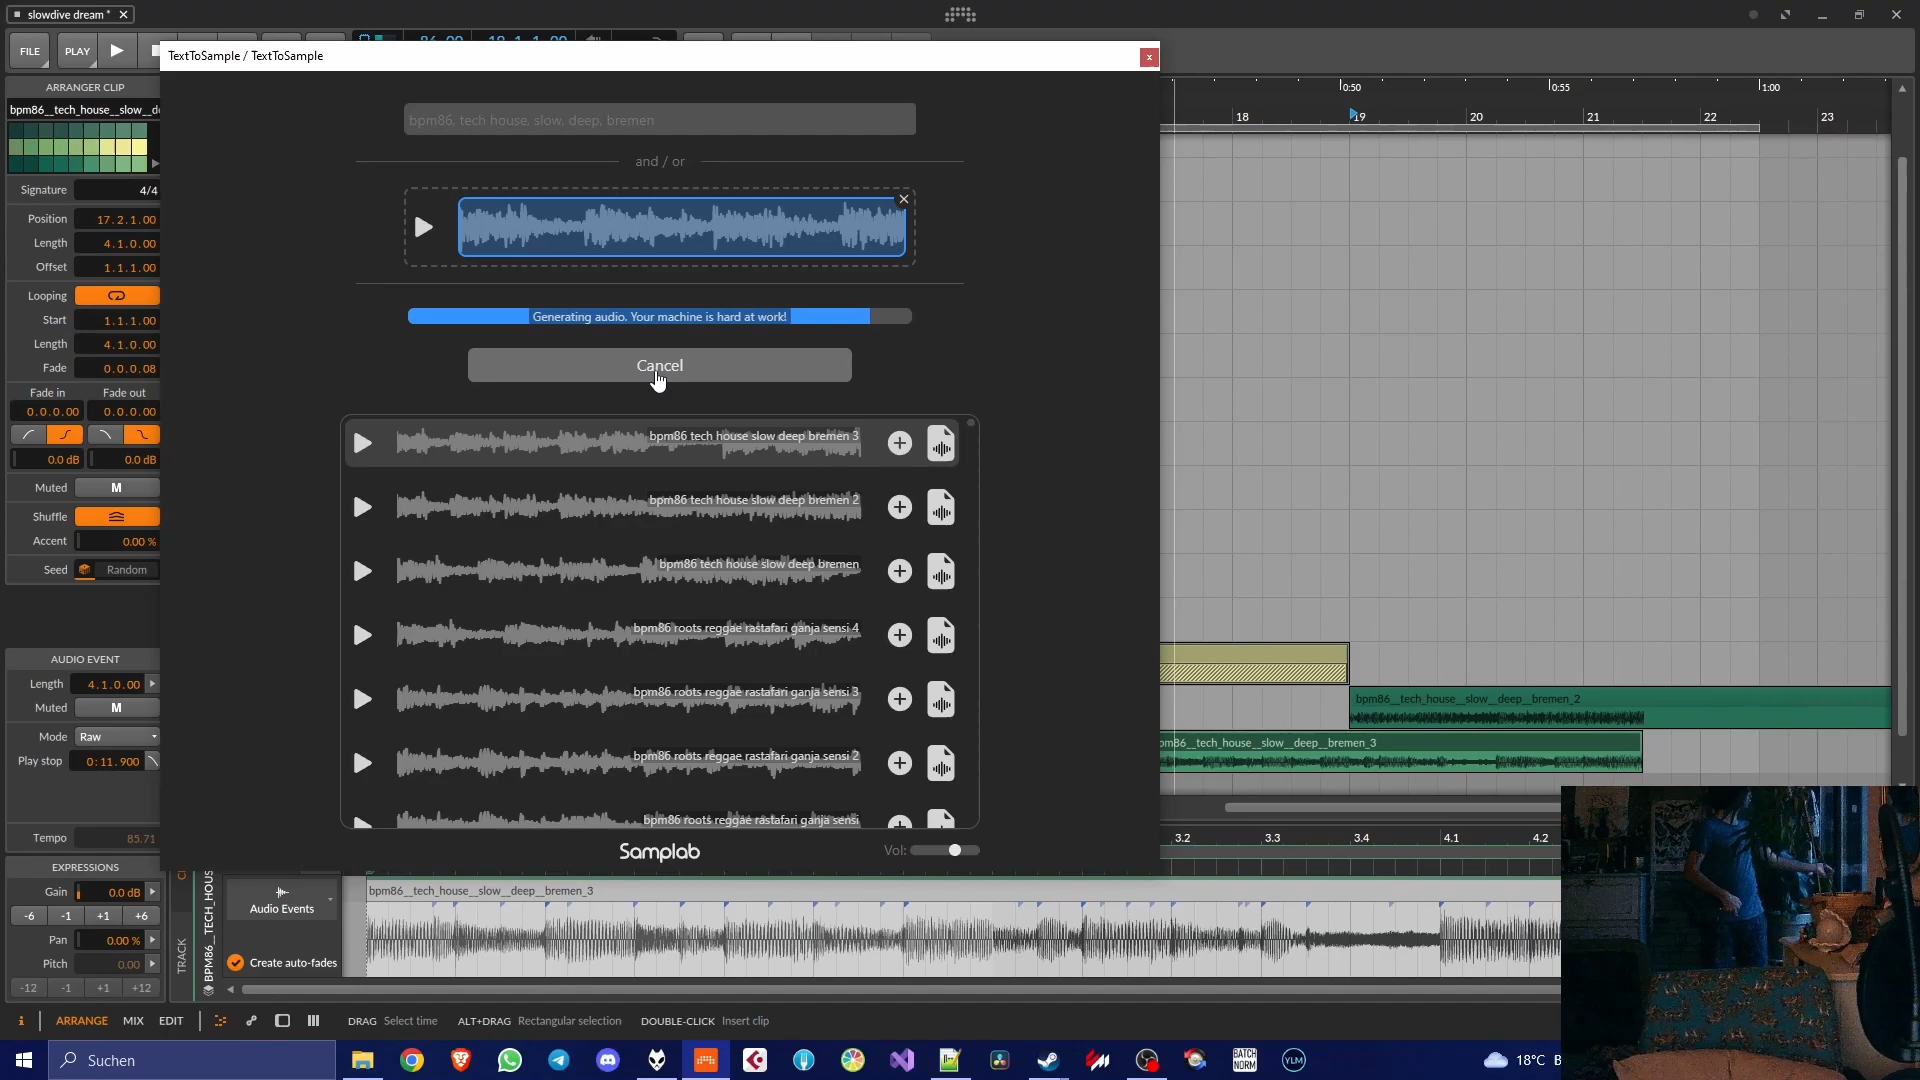 slowdive dream *
FILE
PLAY
TextToSample / TextToSample
ARRANGER CLIP
bpm86__tech_house__slow__d
Signature 4/4
Position 17.2.1.00
Length 4.1.0.00
Offset 1.1.1.00
Looping
Start 1.1.1.00
Length 4.1.0.00
Fade 0.0.0.08
Fade in Fade out
0.0.0.00 0.0.0.00
0.0 dB 0.0 dB
Muted M
Shuffle
Accent 0.00 %
Seed Random
AUDIO EVENT
Length 4.1.0.00
Muted M
Mode Raw
Play stop 0:11.900
Tempo 85.71
EXPRESSIONS
Gain 0.0 dB
-6 -1 +1 +6
Pan 0.00 %
Pitch 0.00
-12 -1 +1 +12
bpm86, tech house, slow, deep, bremen
and / or
Generating audio. Your machine is hard at work!
Cancel
bpm86 tech house slow deep bremen 3
bpm86 tech house slow deep bremen 2
bpm86 tech house slow deep bremen
bpm86 roots reggae rastafari ganja sensi 4
bpm86 roots reggae rastafari ganja sensi 3
bpm86 roots reggae rastafari ganja sensi 2
bpm86 roots reggae rastafari ganja sensi
Samplab
Vol:
0:50 0:55 1:00
18 19 20 21 22 23
bpm86__tech_house__slow__deep__bremen_2
pm86__tech_house__slow__deep__bremen_3
3.2 3.3 3.4 4.1 4.2
TRACK
BPM86__TECH_HOUS
Audio Events
Create auto-fades
bpm86__tech_house__slow__deep__bremen_3
i ARRANGE MIX EDIT
DRAG Select time ALT+DRAG Rectangular selection DOUBLE-CLICK Insert clip
Suchen
BATCH
NORM
YLM
18°C B